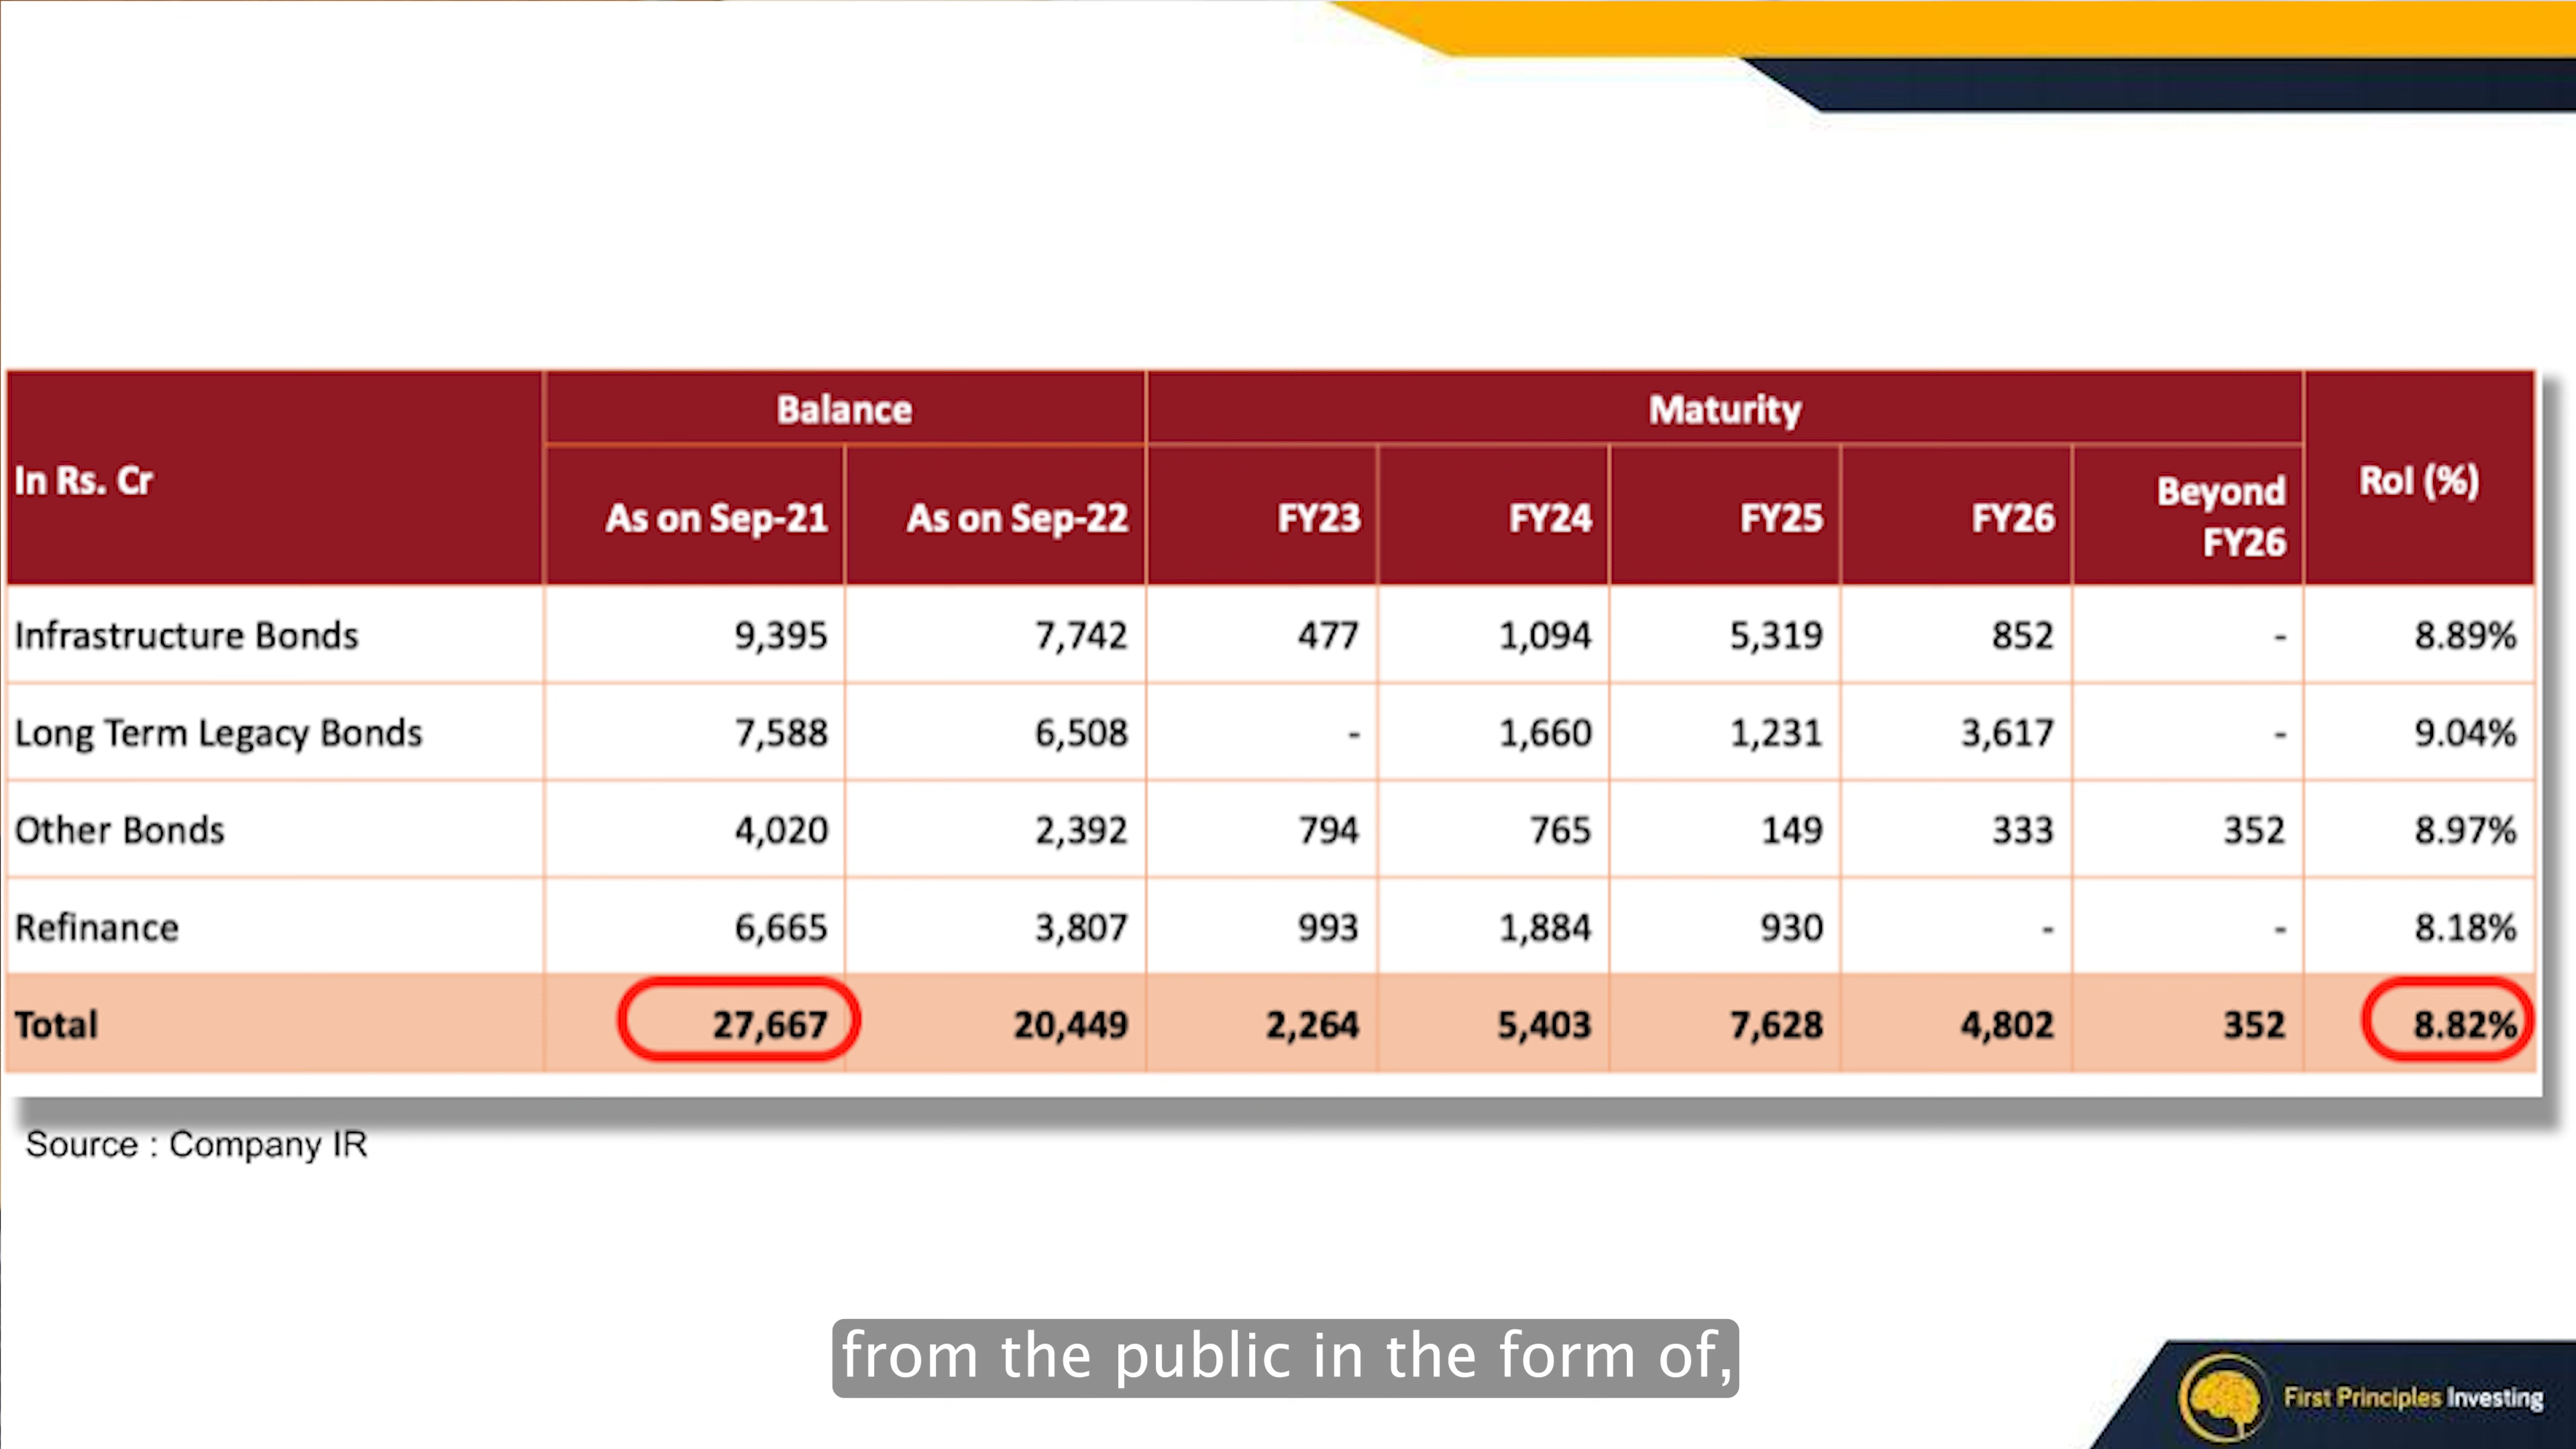 In Rs. Cr Balance Maturity RoI (%)
As on Sep-21 As on Sep-22 FY23 FY24 FY25 FY26 Beyond FY26
Infrastructure Bonds 9,395 7,742 477 1,094 5,319 852 - 8.89%
Long Term Legacy Bonds 7,588 6,508 - 1,660 1,231 3,617 - 9.04%
Other Bonds 4,020 2,392 794 765 149 333 352 8.97%
Refinance 6,665 3,807 993 1,884 930 - - 8.18%
Total 27,667 20,449 2,264 5,403 7,628 4,802 352 8.82%
Source : Company IR
from the public in the form of,
First Principles Investing